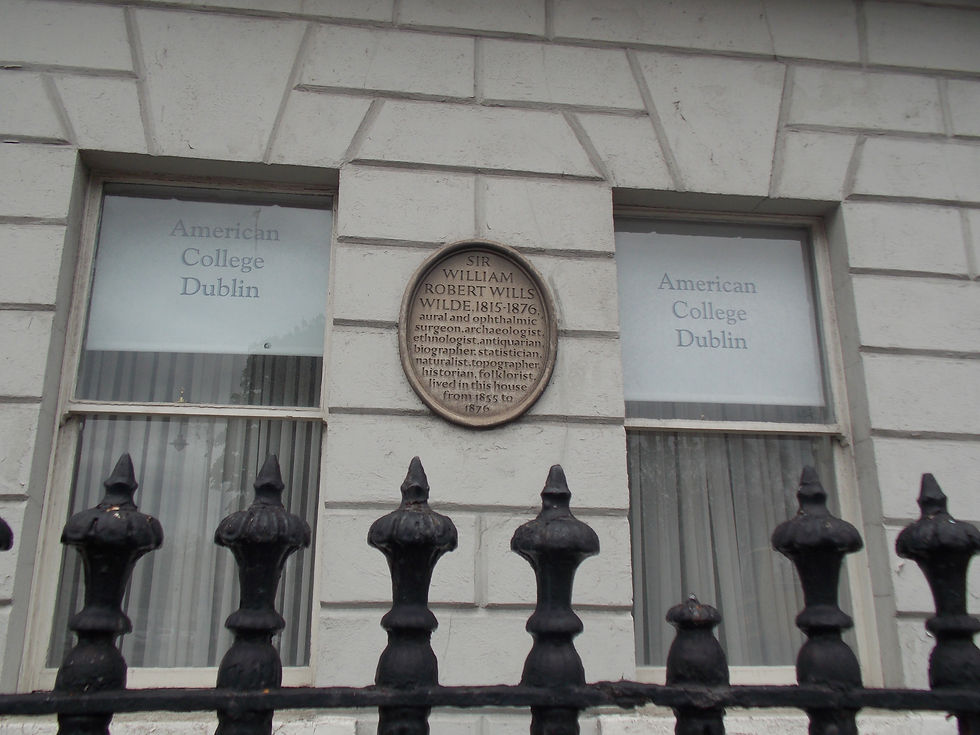 American
College
Dublin
SIR
WILLIAM
ROBERT WILLS
WILDE, 1815-1876,
aural and ophthalmic
surgeon, archaeologist,
ethnologist, antiquarian,
biographer, statistician,
naturalist, topographer,
historian, folklorist,
lived in this house
from 1855 to
1876
American
College
Dublin